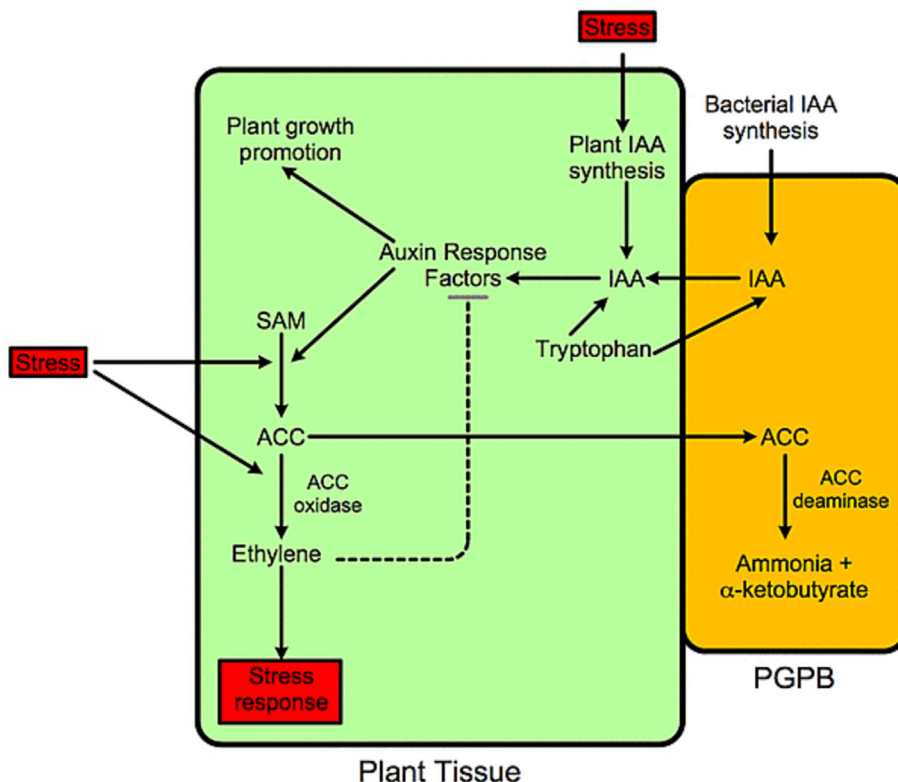 Stress
Bacterial IAA
synthesis
Plant growth
promotion
Plant IAA
synthesis
Auxin Response
Factors
IAA
IAA
SAM
Tryptophan
Stress
ACC
ACC
ACC
oxidase
ACC
deaminase
Ethylene
Ammonia +
α-ketobutyrate
Stress
response
PGPB
Plant Tissue